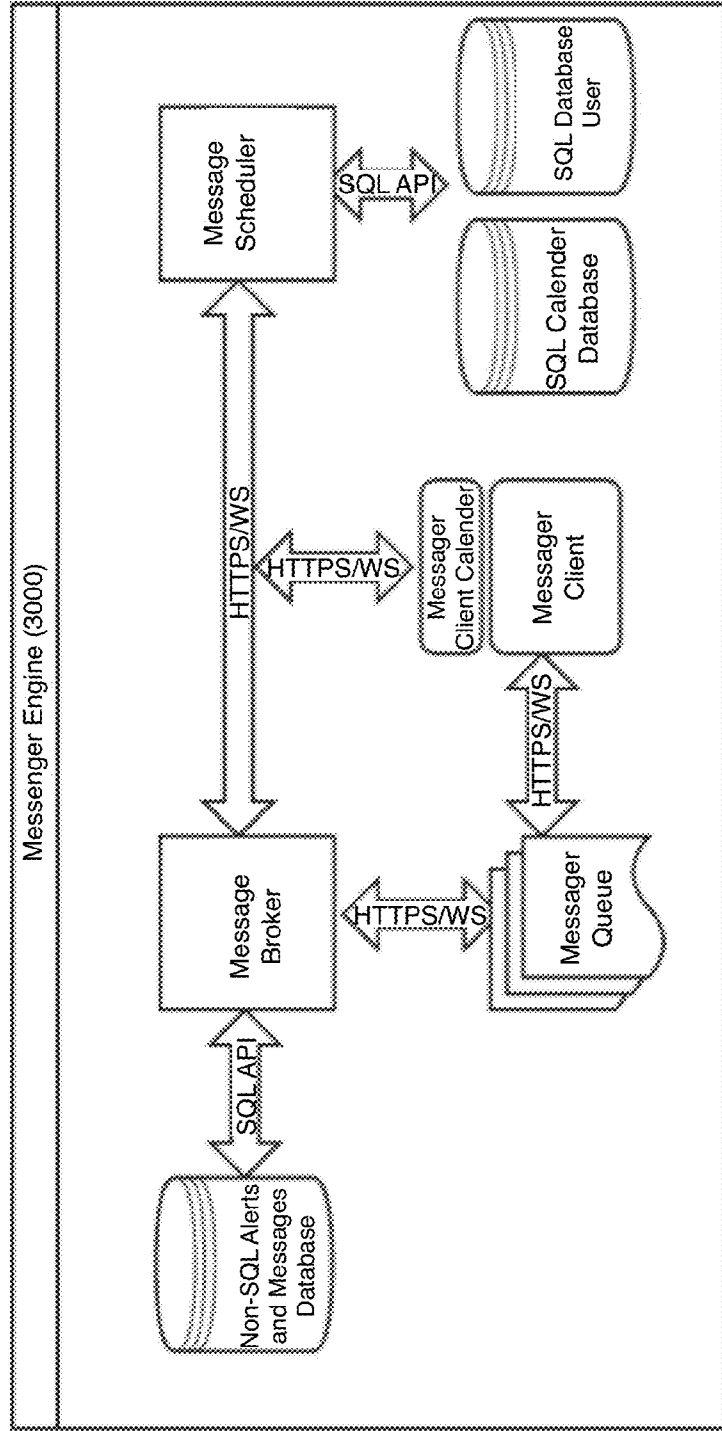 Messenger Engine (3000)
Non-SQL Alerts
and Messages
Database
SQL API
Message
Broker
HTTPS/WS
Message
Scheduler
HTTPS/WS
HTTPS/WS
SQL API
Messager
Queue
HTTPS/WS
Messager
Client Calender
Messager
Client
SQL Calender
Database
SQL Database
User